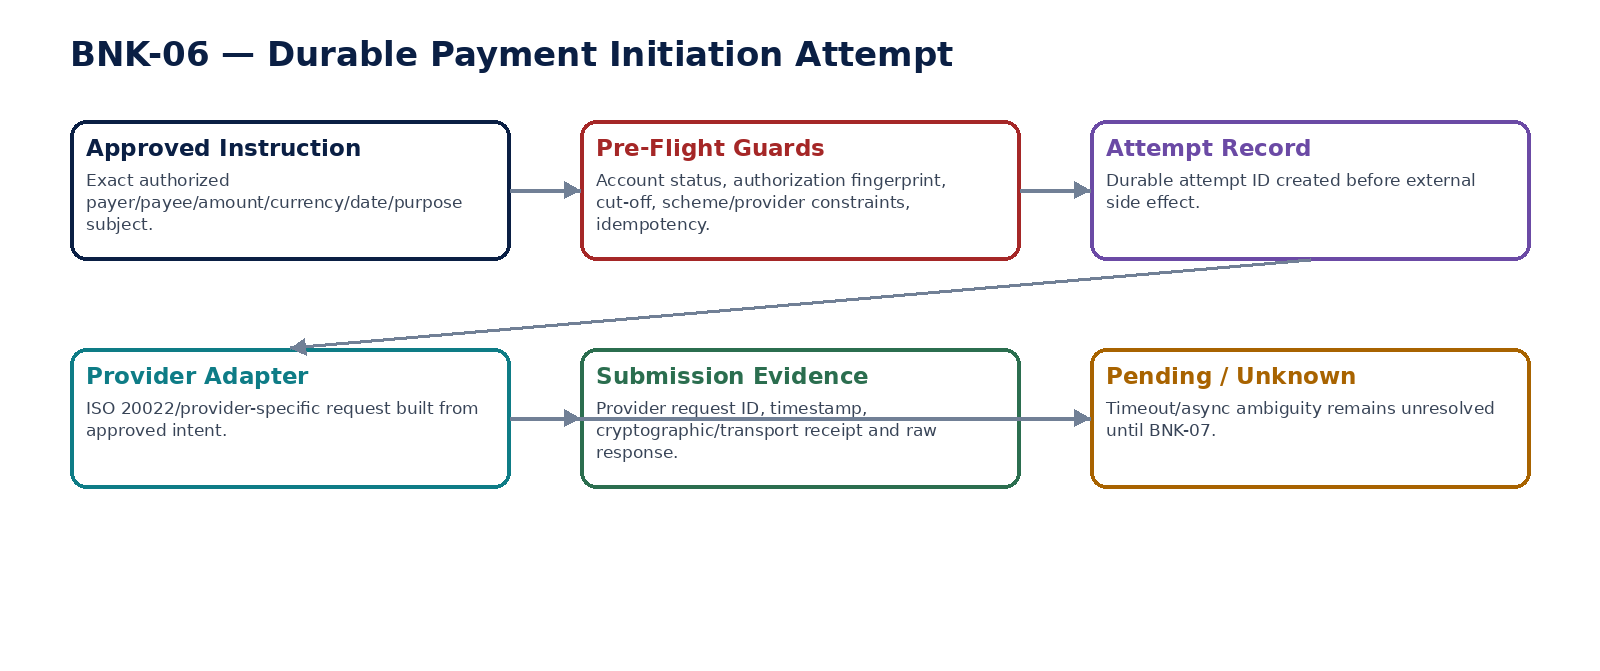 BNK-06 — Durable Payment Initiation Attempt
Approved Instruction
Exact authorized
payer/payee/amount/currency/date/purpose
subject.
Pre-Flight Guards
Account status, authorization fingerprint,
cut-off, scheme/provider constraints,
idempotency.
Attempt Record
Durable attempt ID created before external
side effect.
Provider Adapter
ISO 20022/provider-specific request built from
approved intent.
Submission Evidence
Provider request ID, timestamp,
cryptographic/transport receipt and raw
response.
Pending / Unknown
Timeout/async ambiguity remains unresolved
until BNK-07.